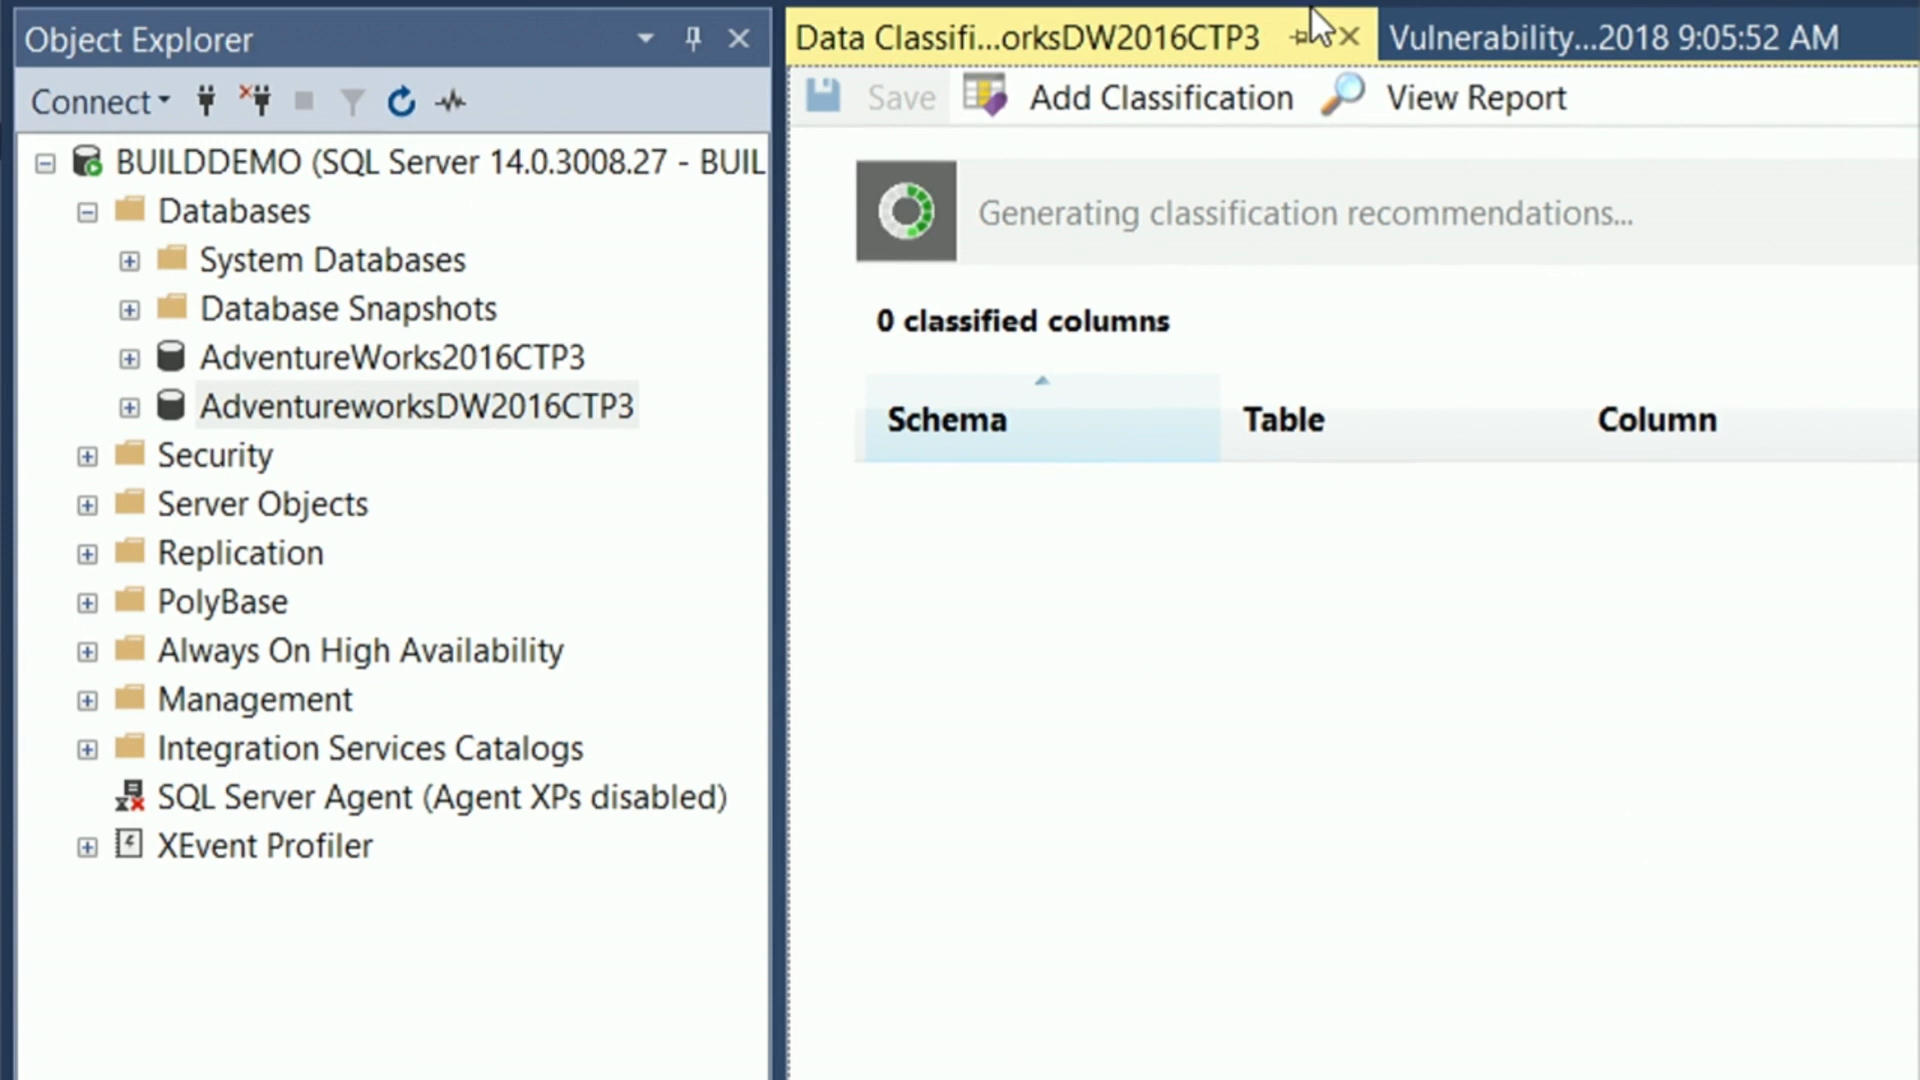 Object Explorer
Connect
BUILDDEMO (SQL Server 14.0.3008.27 - BUIL
Databases
System Databases
Database Snapshots
AdventureWorks2016CTP3
AdventureworksDW2016CTP3
Security
Server Objects
Replication
PolyBase
Always On High Availability
Management
Integration Services Catalogs
SQL Server Agent (Agent XPs disabled)
XEvent Profiler
Data Classifi...orksDW2016CTP3
Vulnerability...2018 9:05:52 AM
Save Add Classification View Report
Generating classification recommendations...
0 classified columns
Schema Table Column